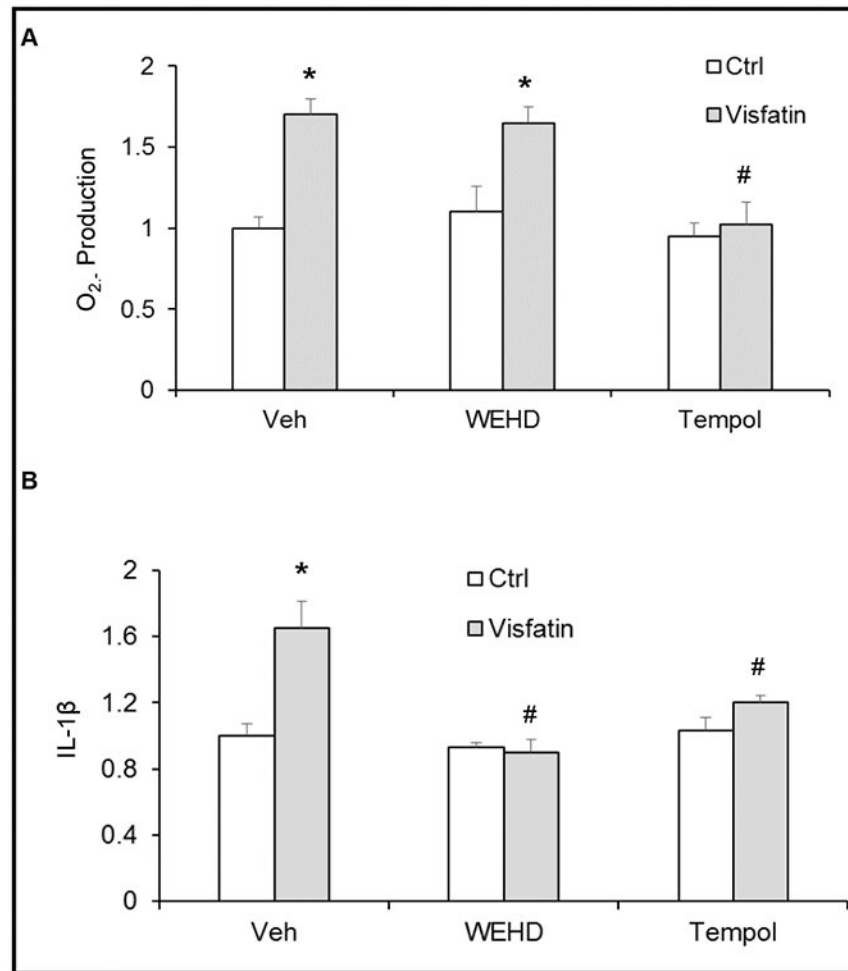 A
2
1.5
1
0.5
0
O2.- Production
* * #
Ctrl
Visfatin
Veh WEHD Tempol
B
2
1.6
1.2
0.8
0.4
0
IL-1β
* # #
Ctrl
Visfatin
Veh WEHD Tempol